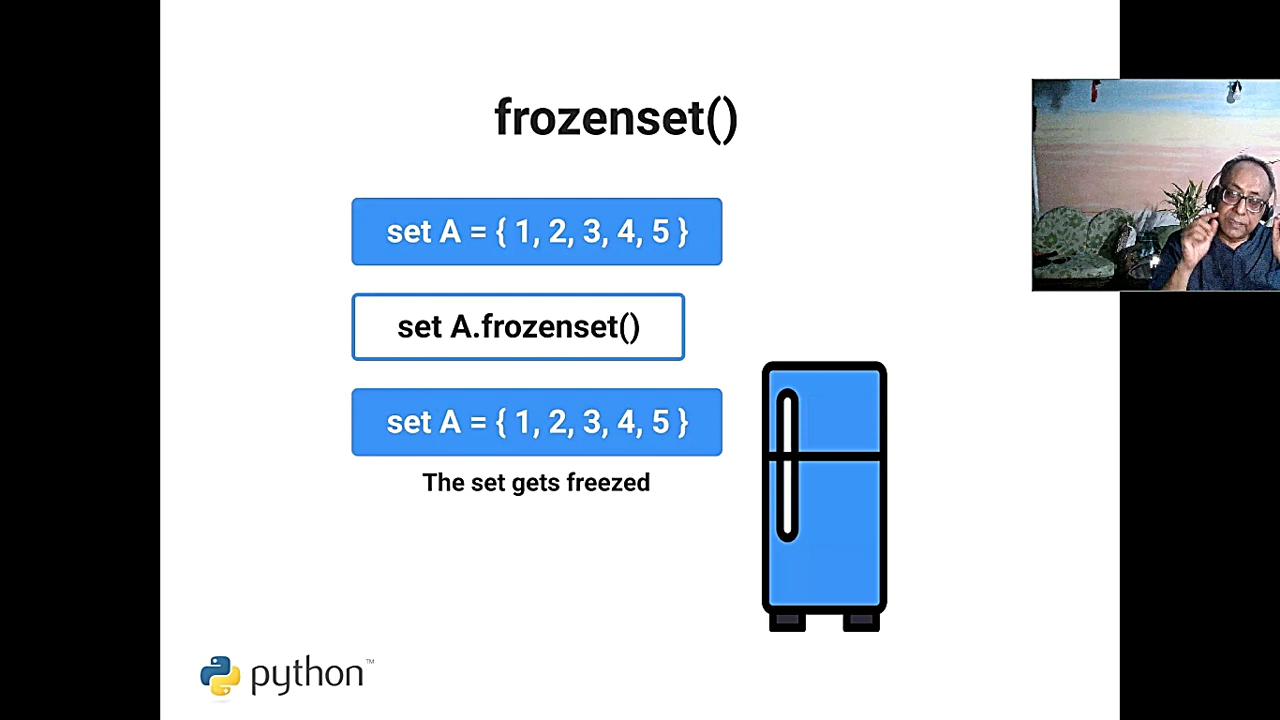 frozenset()
set A = { 1, 2, 3, 4, 5 }
set A.frozenset()
set A = { 1, 2, 3, 4, 5 }
The set gets freezed
python™